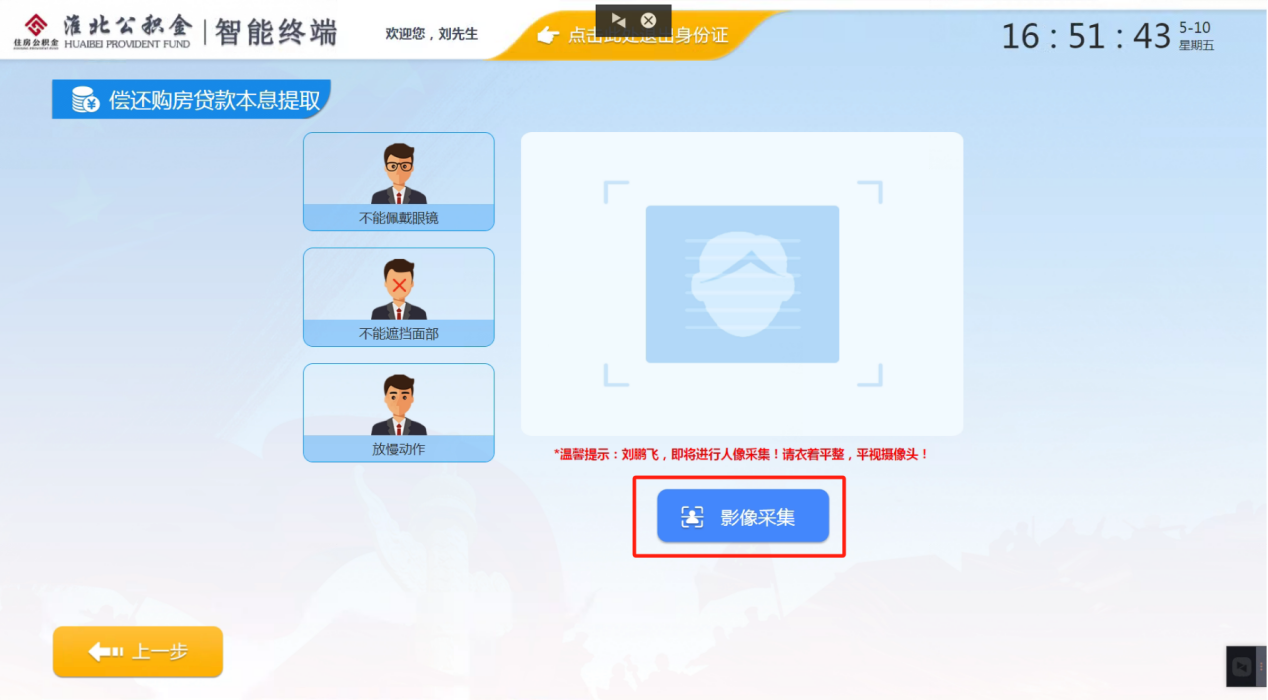 住房公积金
淮北公积金
HUAIBEI PROVIDENT FUND
智能终端
欢迎您，刘先生
点击此处退出身份证
16 : 51 : 43
5-10
星期五
偿还购房贷款本息提取
不能佩戴眼镜
不能遮挡面部
放慢动作
*温馨提示：刘鹏飞，即将进行人像采集！请衣着平整，平视摄像头！
影像采集
上一步